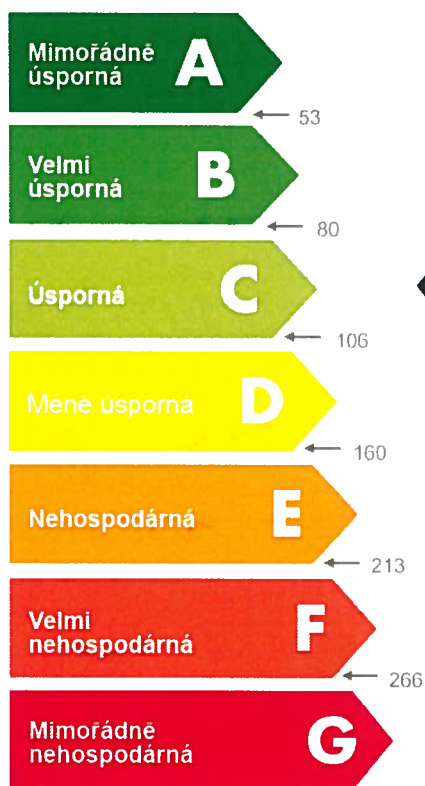 Mimořádně
úsporná A
53
Velmi
úsporná B
80
Úsporná C
106
Méně úsporná D
160
Nehospodárná E
213
Velmi
nehospodárná F
266
Mimořádně
nehospodárná G